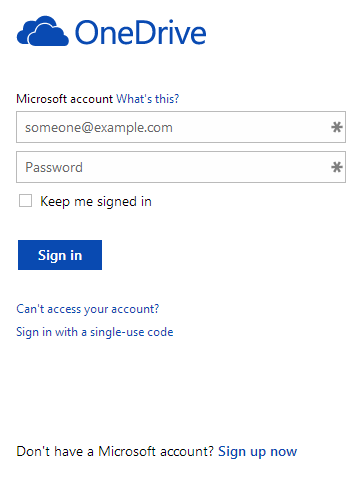 OneDrive
Microsoft account What's this?
someone@example.com
Password
Keep me signed in
Sign in
Can't access your account?
Sign in with a single-use code
Don't have a Microsoft account? Sign up now